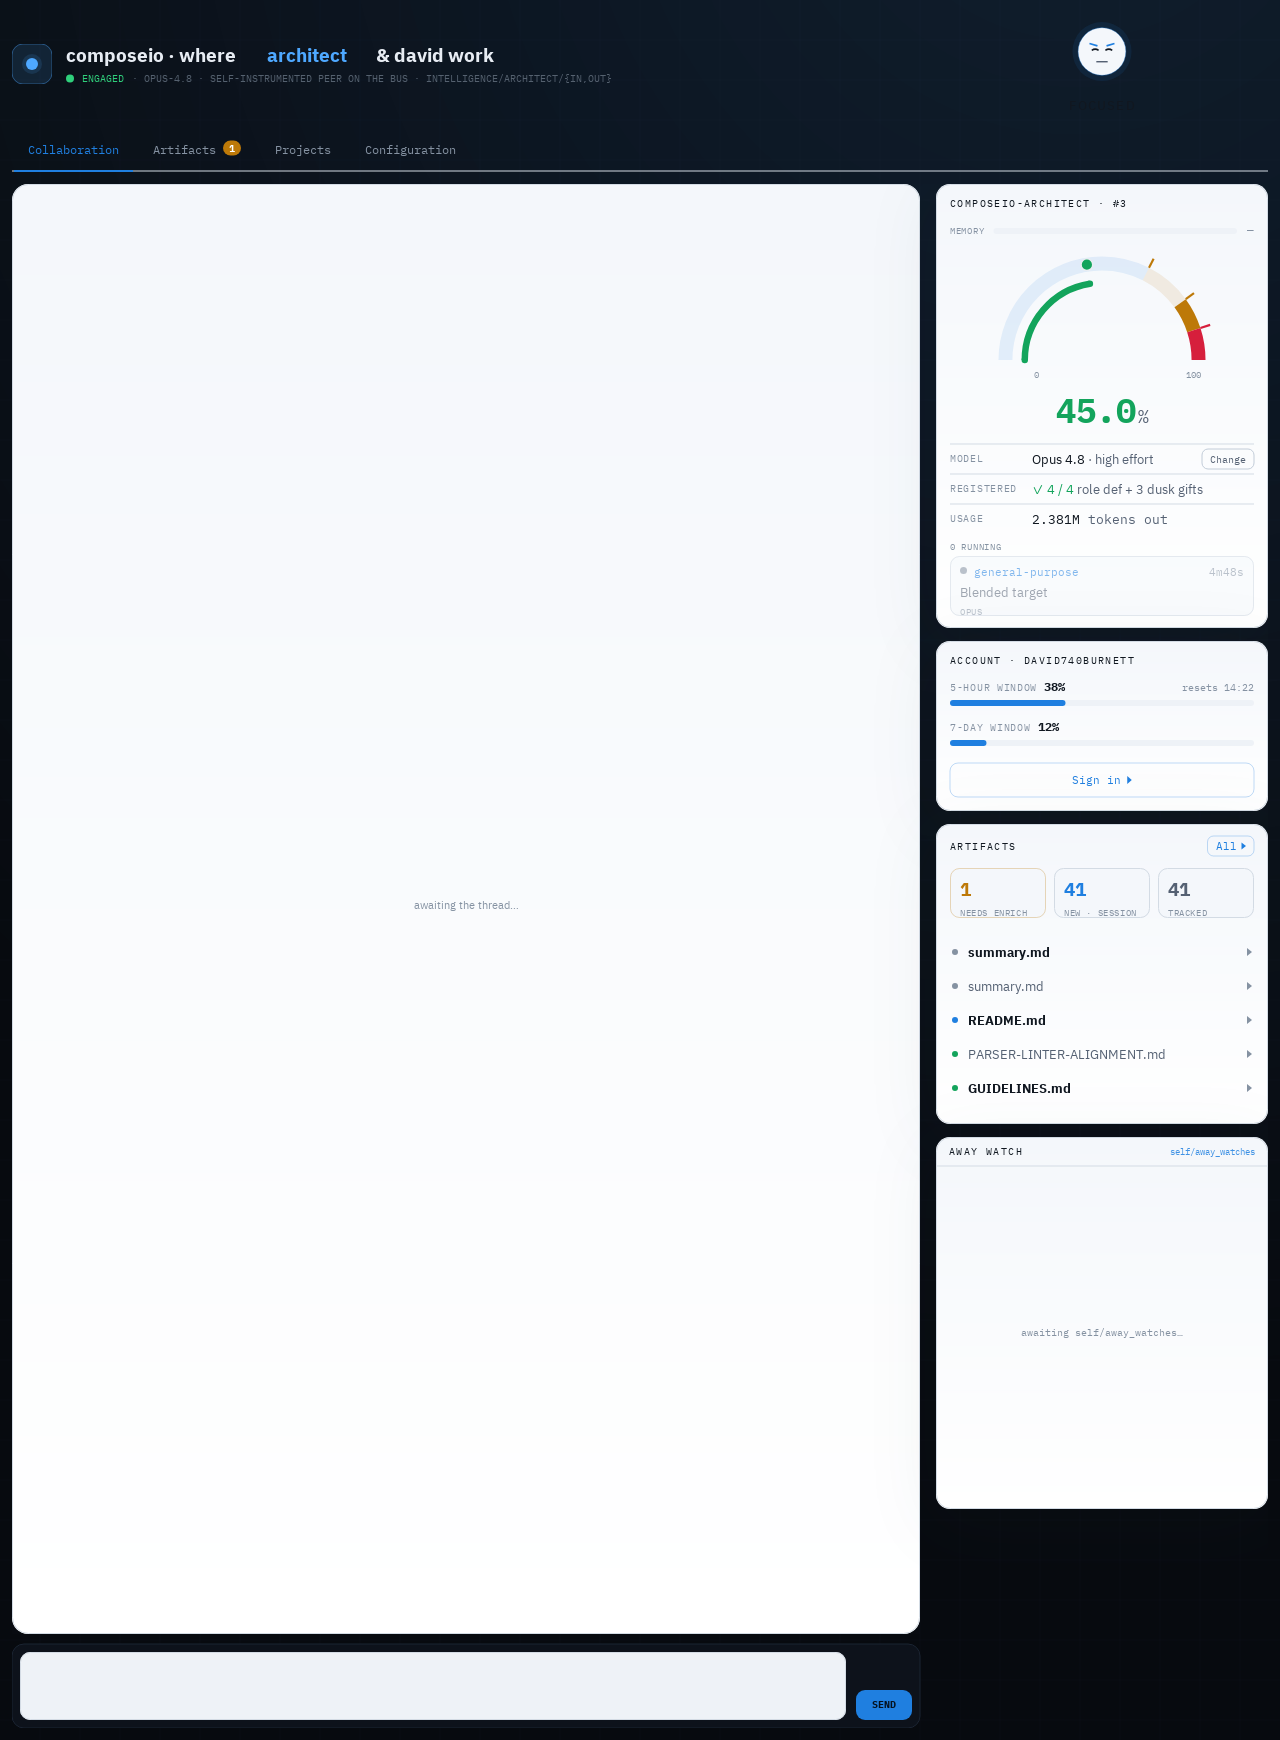 composeio · where architect & david work
ENGAGED · OPUS-4.8 · SELF-INSTRUMENTED PEER ON THE BUS · INTELLIGENCE/ARCHITECT/{IN,OUT}
Collaboration Artifacts 1 Projects Configuration
awaiting the thread…
SEND
COMPOSEIO-ARCHITECT · #3
MEMORY —
0 100
45.0%
MODEL Opus 4.8 · high effort Change
REGISTERED ✓ 4 / 4 role def + 3 dusk gifts
USAGE 2.381M tokens out
0 RUNNING
general-purpose 4m48s
Blended target
OPUS
ACCOUNT · DAVID740BURNETT
5-HOUR WINDOW 38% resets 14:22
7-DAY WINDOW 12%
Sign in
ARTIFACTS All
1 41 41
NEEDS ENRICH NEW · SESSION TRACKED
summary.md
summary.md
README.md
PARSER-LINTER-ALIGNMENT.md
GUIDELINES.md
AWAY WATCH self/away_watches
awaiting self/away_watches…